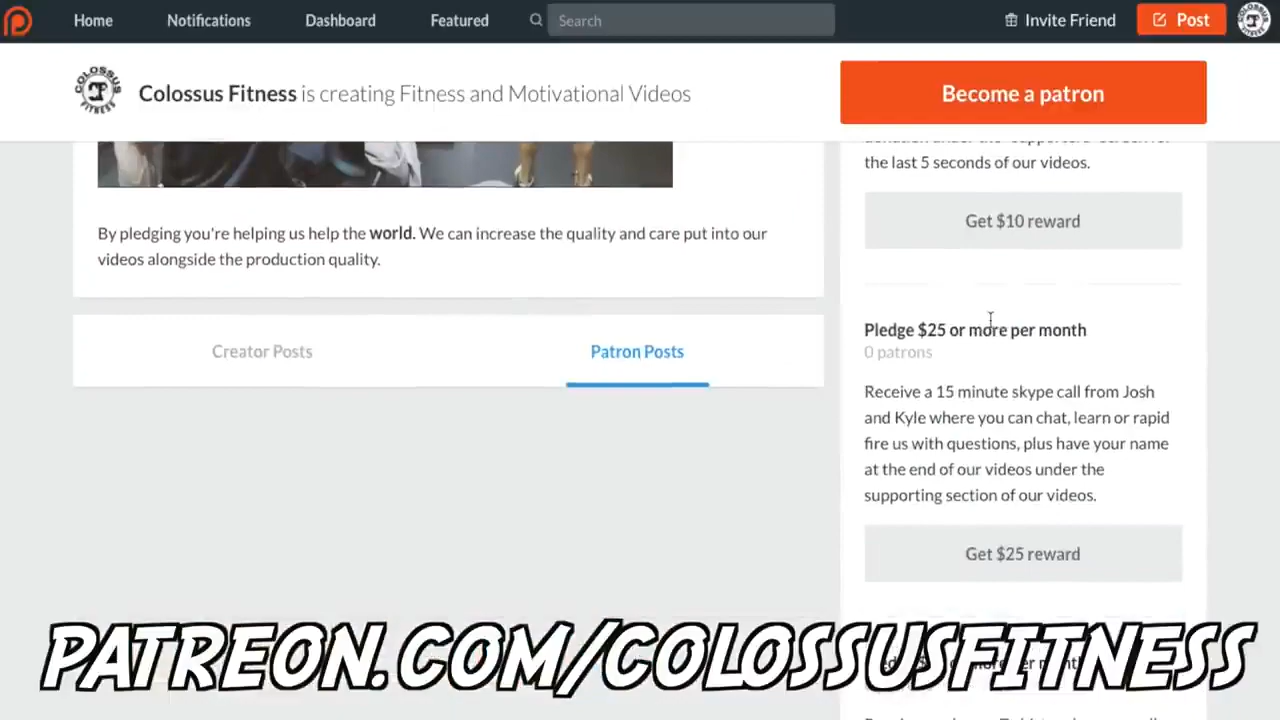 Home Notifications Dashboard Featured Search Invite Friend Post
COLOSSUS FITNESS
Colossus Fitness is creating Fitness and Motivational Videos
Become a patron
the last 5 seconds of our videos.
Get $10 reward
By pledging you're helping us help the world. We can increase the quality and care put into our
videos alongside the production quality.
Creator Posts Patron Posts
Pledge $25 or more per month
0 patrons
Receive a 15 minute skype call from Josh
and Kyle where you can chat, learn or rapid
fire us with questions, plus have your name
at the end of our videos under the
supporting section of our videos.
Get $25 reward
PATREON.COM/COLOSSUSFITNESS